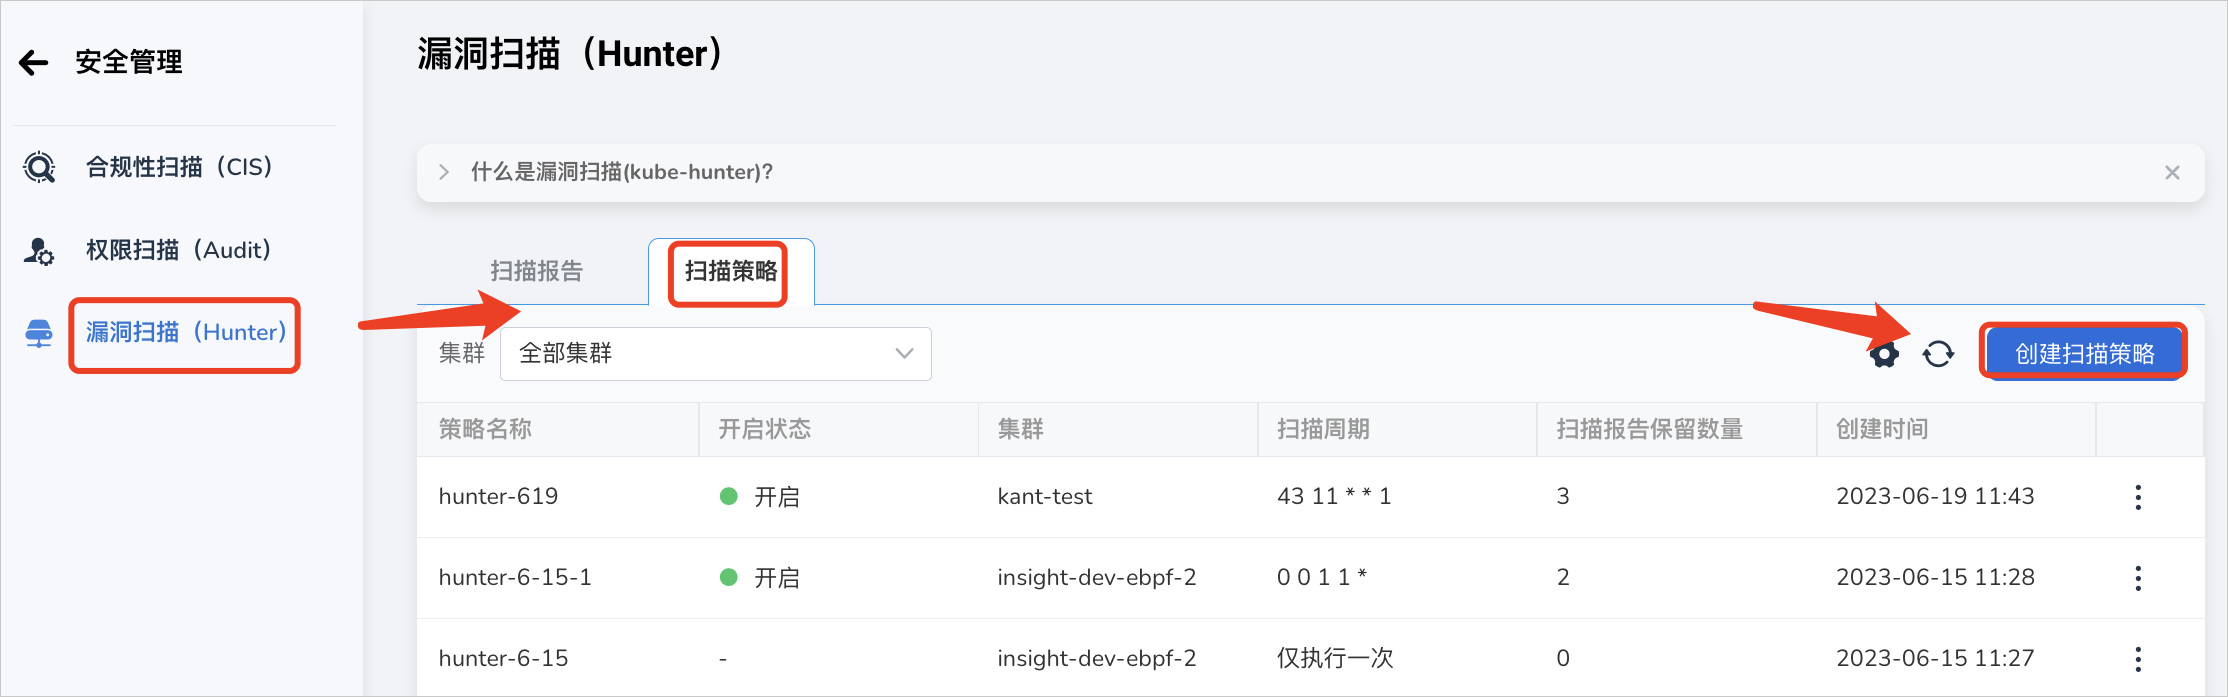 安全管理
合规性扫描（CIS）
权限扫描（Audit）
漏洞扫描（Hunter）
漏洞扫描（Hunter）
什么是漏洞扫描(kube-hunter)?
扫描报告 扫描策略
集群 全部集群 创建扫描策略
策略名称 开启状态 集群 扫描周期 扫描报告保留数量 创建时间
hunter-619 开启 kant-test 43 11 * * 1 3 2023-06-19 11:43
hunter-6-15-1 开启 insight-dev-ebpf-2 0 0 1 1 * 2 2023-06-15 11:28
hunter-6-15 - insight-dev-ebpf-2 仅执行一次 0 2023-06-15 11:27